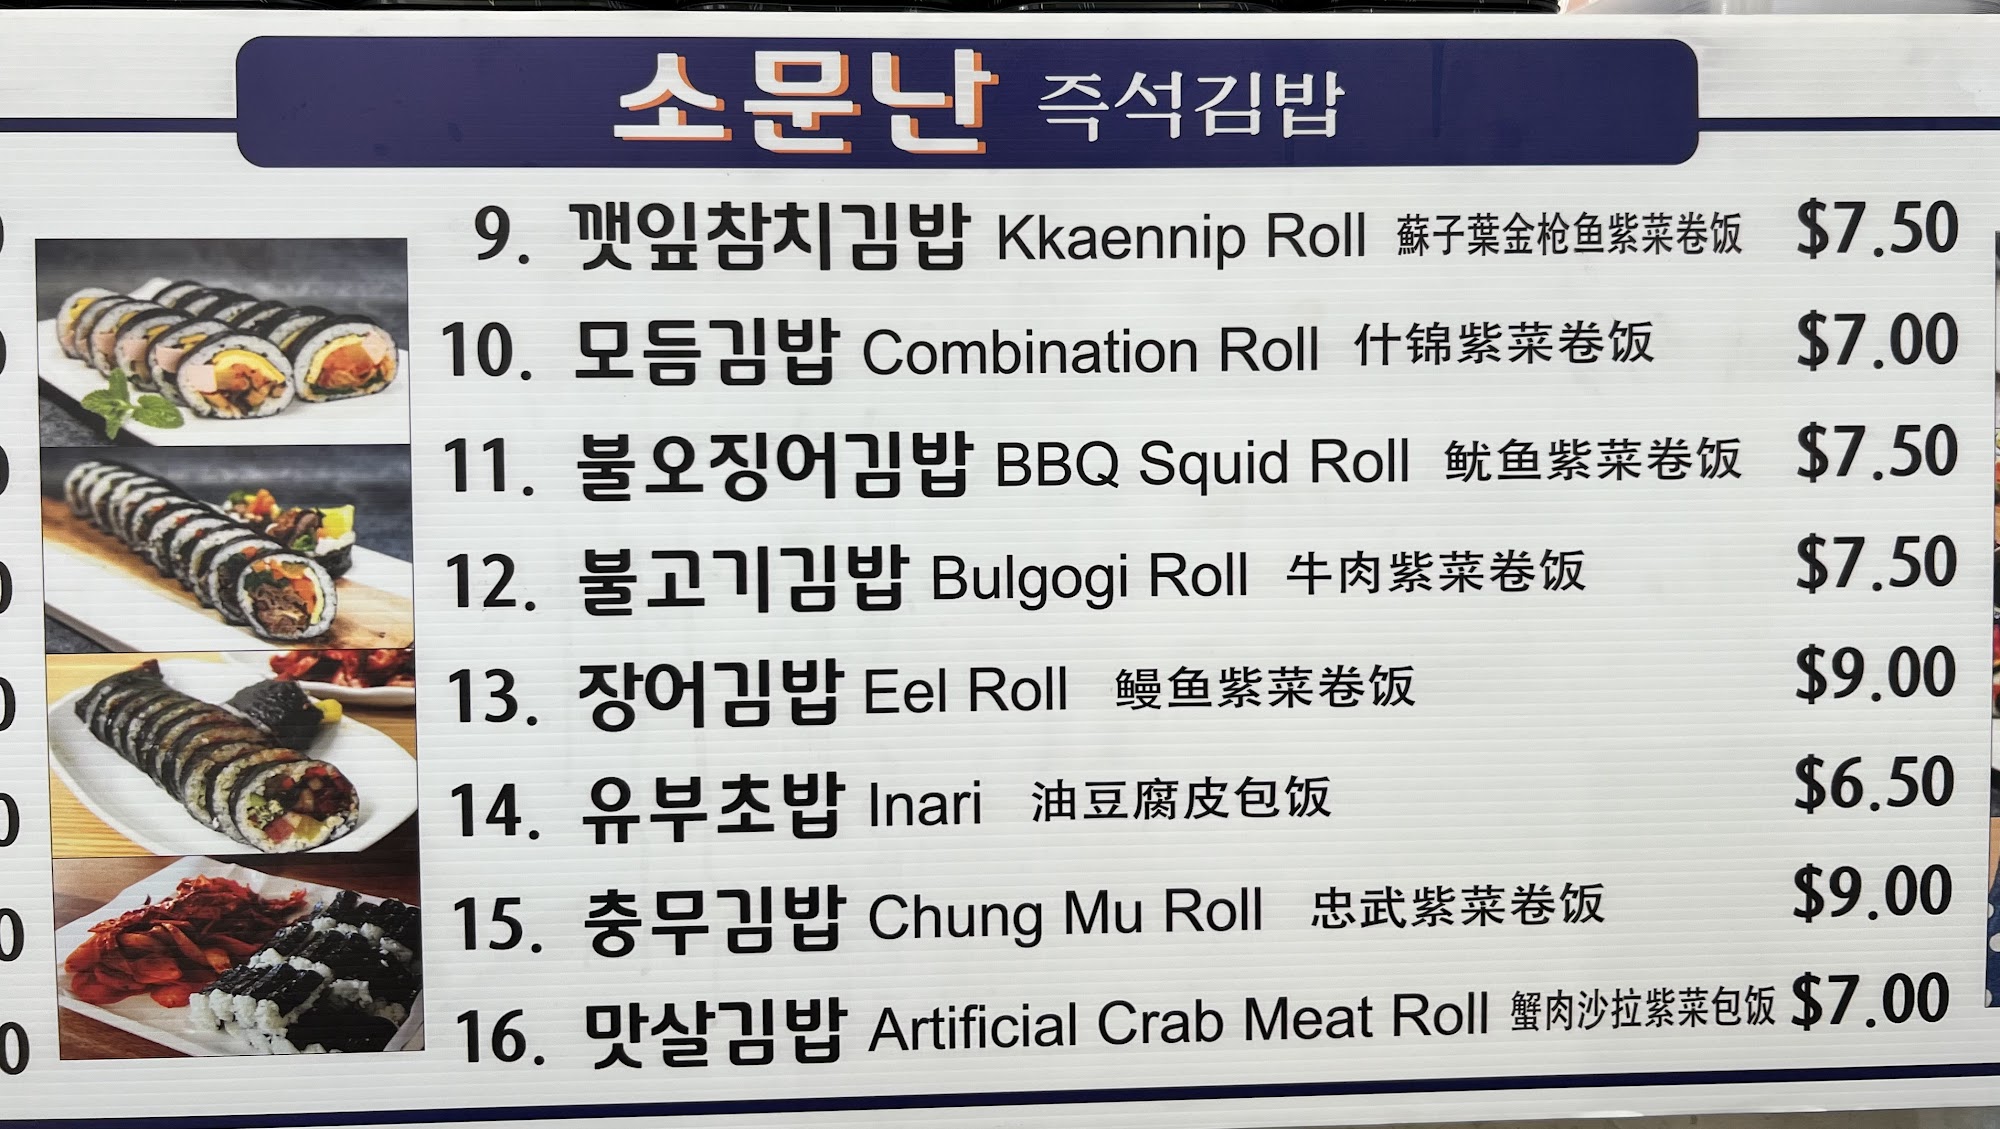 소문난 즉석김밥
9. 깻잎참치김밥 Kkaennip Roll 蘇子葉金枪鱼紫菜卷饭 $7.50
10. 모듬김밥 Combination Roll 什锦紫菜卷饭 $7.00
11. 불오징어김밥 BBQ Squid Roll 鱿鱼紫菜卷饭 $7.50
12. 불고기김밥 Bulgogi Roll 牛肉紫菜卷饭 $7.50
13. 장어김밥 Eel Roll 鳗鱼紫菜卷饭 $9.00
14. 유부초밥 Inari 油豆腐皮包饭 $6.50
15. 충무김밥 Chung Mu Roll 忠武紫菜卷饭 $9.00
16. 맛살김밥 Artificial Crab Meat Roll 蟹肉沙拉紫菜包饭 $7.00